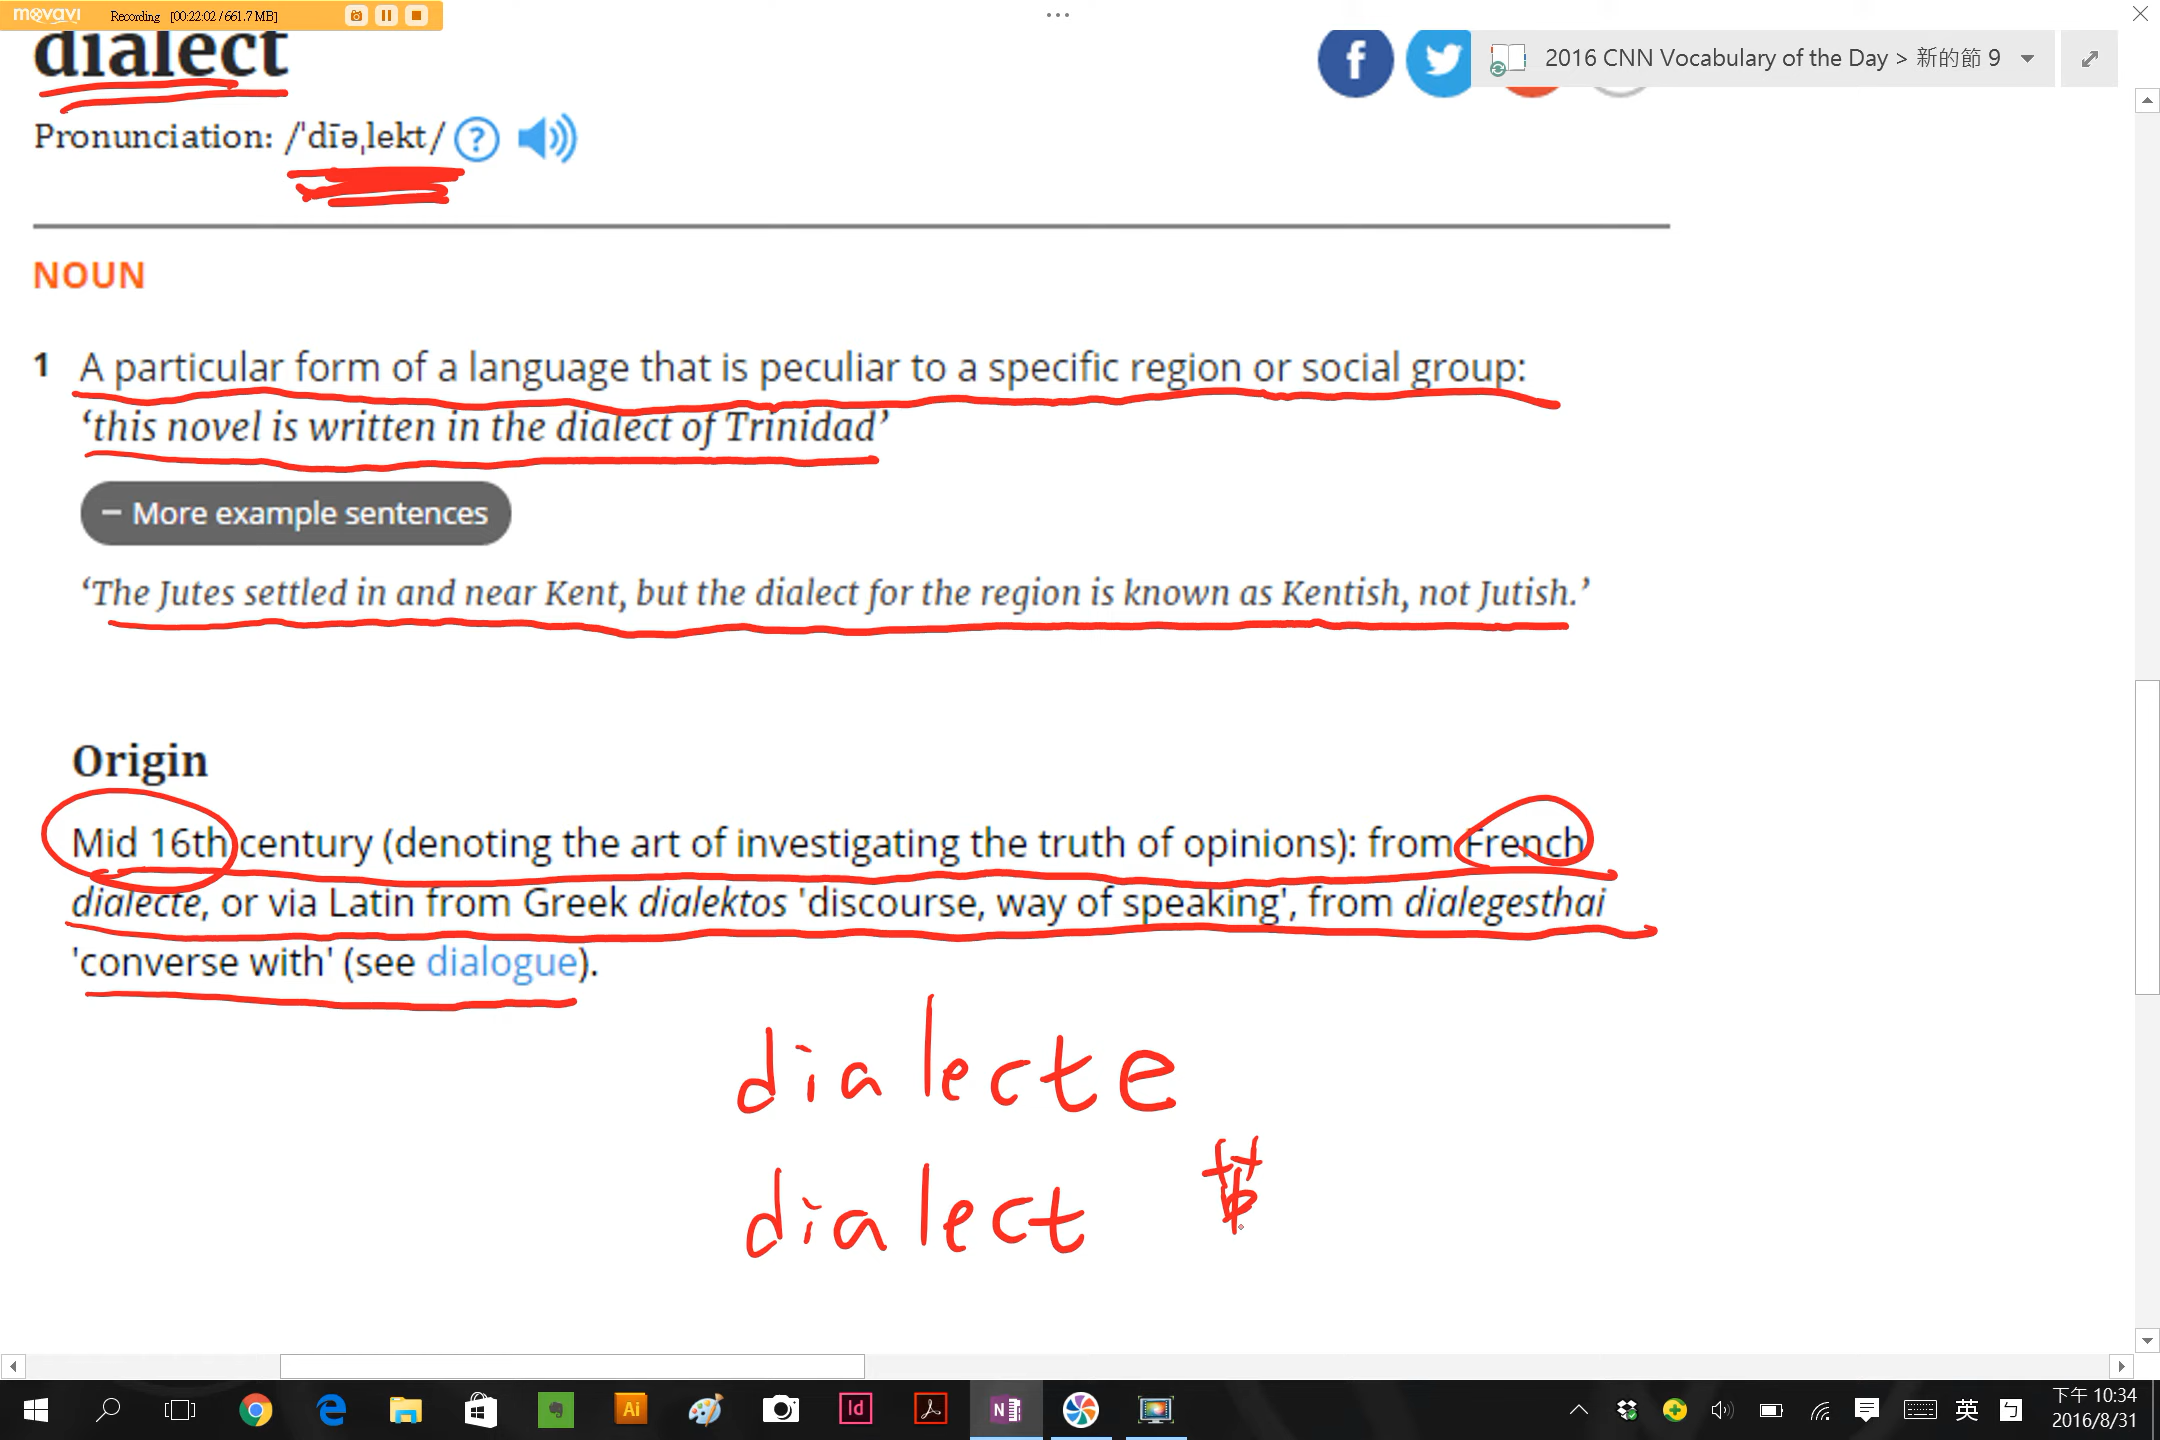 movavi Recording [00:22:02 / 661.7 MB]
2016 CNN Vocabulary of the Day > 新的節 9
dialect
Pronunciation: /ˈdīəˌlekt/
NOUN
1 A particular form of a language that is peculiar to a specific region or social group:
‘this novel is written in the dialect of Trinidad’
− More example sentences
‘The Jutes settled in and near Kent, but the dialect for the region is known as Kentish, not Jutish.’
Origin
Mid 16th century (denoting the art of investigating the truth of opinions): from French
dialecte, or via Latin from Greek dialektos 'discourse, way of speaking', from dialegesthai
'converse with' (see dialogue).
dialecte
dialect
Ai
Id
N
英
ㄅ
下午 10:34
2016/8/31